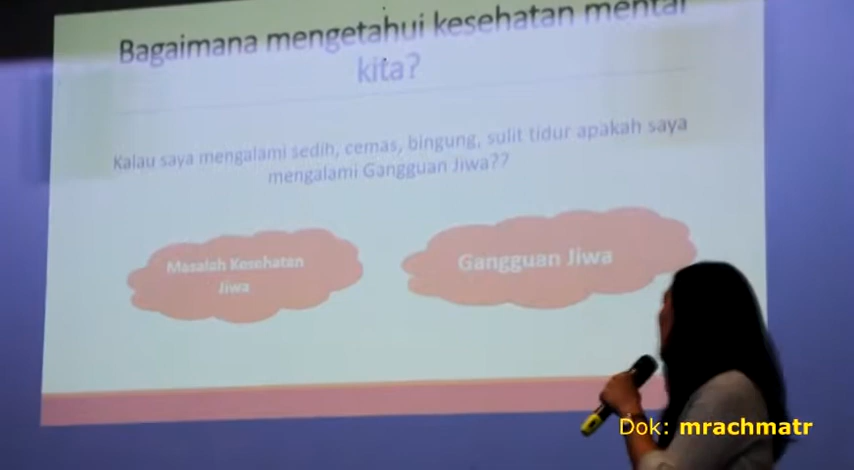 Bagaimana mengetahui kesehatan mental
kita?
Kalau saya mengalami sedih, cemas, bingung, sulit tidur apakah saya
mengalami Gangguan Jiwa??
Masalah Kesehatan
Jiwa
Gangguan Jiwa
Dok: mrachmatr